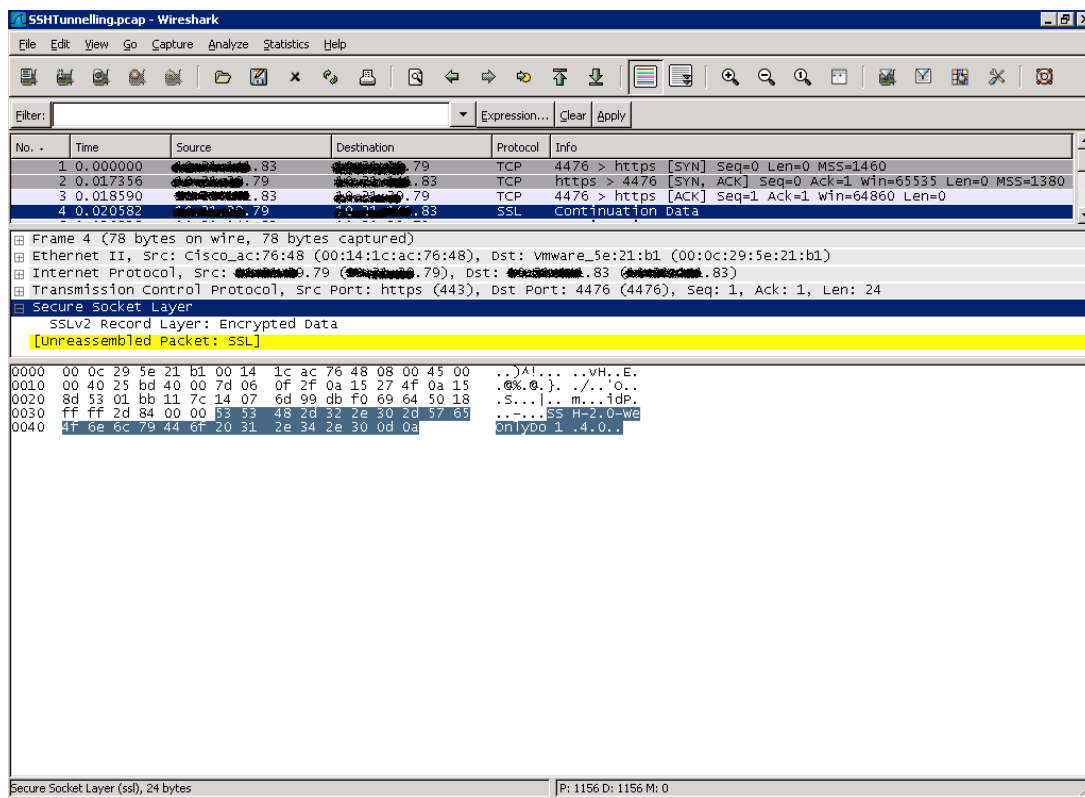 SSHTunnelling.pcap - Wireshark
File Edit View Go Capture Analyze Statistics Help
Filter: Expression... Clear Apply
No. - Time Source Destination Protocol Info
1 0.000000 .83 .79 TCP 4476 > https [SYN] Seq=0 Len=0 MSS=1460
2 0.017356 .79 .83 TCP https > 4476 [SYN, ACK] Seq=0 Ack=1 Win=65535 Len=0 MSS=1380
3 0.018590 .83 .79 TCP 4476 > https [ACK] Seq=1 Ack=1 Win=64860 Len=0
4 0.020582 .79 .83 SSL Continuation Data
Frame 4 (78 bytes on wire, 78 bytes captured)
Ethernet II, Src: Cisco_ac:76:48 (00:14:1c:ac:76:48), Dst: Vmware_5e:21:b1 (00:0c:29:5e:21:b1)
Internet Protocol, Src: 9.79 ( .79), Dst: .83 ( .83)
Transmission Control Protocol, Src Port: https (443), Dst Port: 4476 (4476), Seq: 1, Ack: 1, Len: 24
Secure Socket Layer
SSLv2 Record Layer: Encrypted Data
[Unreassembled Packet: SSL]
0000 00 0c 29 5e 21 b1 00 14 1c ac 76 48 08 00 45 00 ..)^!... ..vH..E.
0010 00 40 25 bd 40 00 7d 06 0f 2f 0a 15 27 4f 0a 15 .@%.@.}. ./..'O..
0020 8d 53 01 bb 11 7c 14 07 6d 99 db f0 69 64 50 18 .S...|.. m...idP.
0030 ff ff 2d 84 00 00 53 53 48 2d 32 2e 30 2d 57 65 ..-...SS H-2.0-We
0040 4f 6e 6c 79 44 6f 20 31 2e 34 2e 30 0d 0a OnlyDo 1 .4.0..
Secure Socket Layer (ssl), 24 bytes P: 1156 D: 1156 M: 0